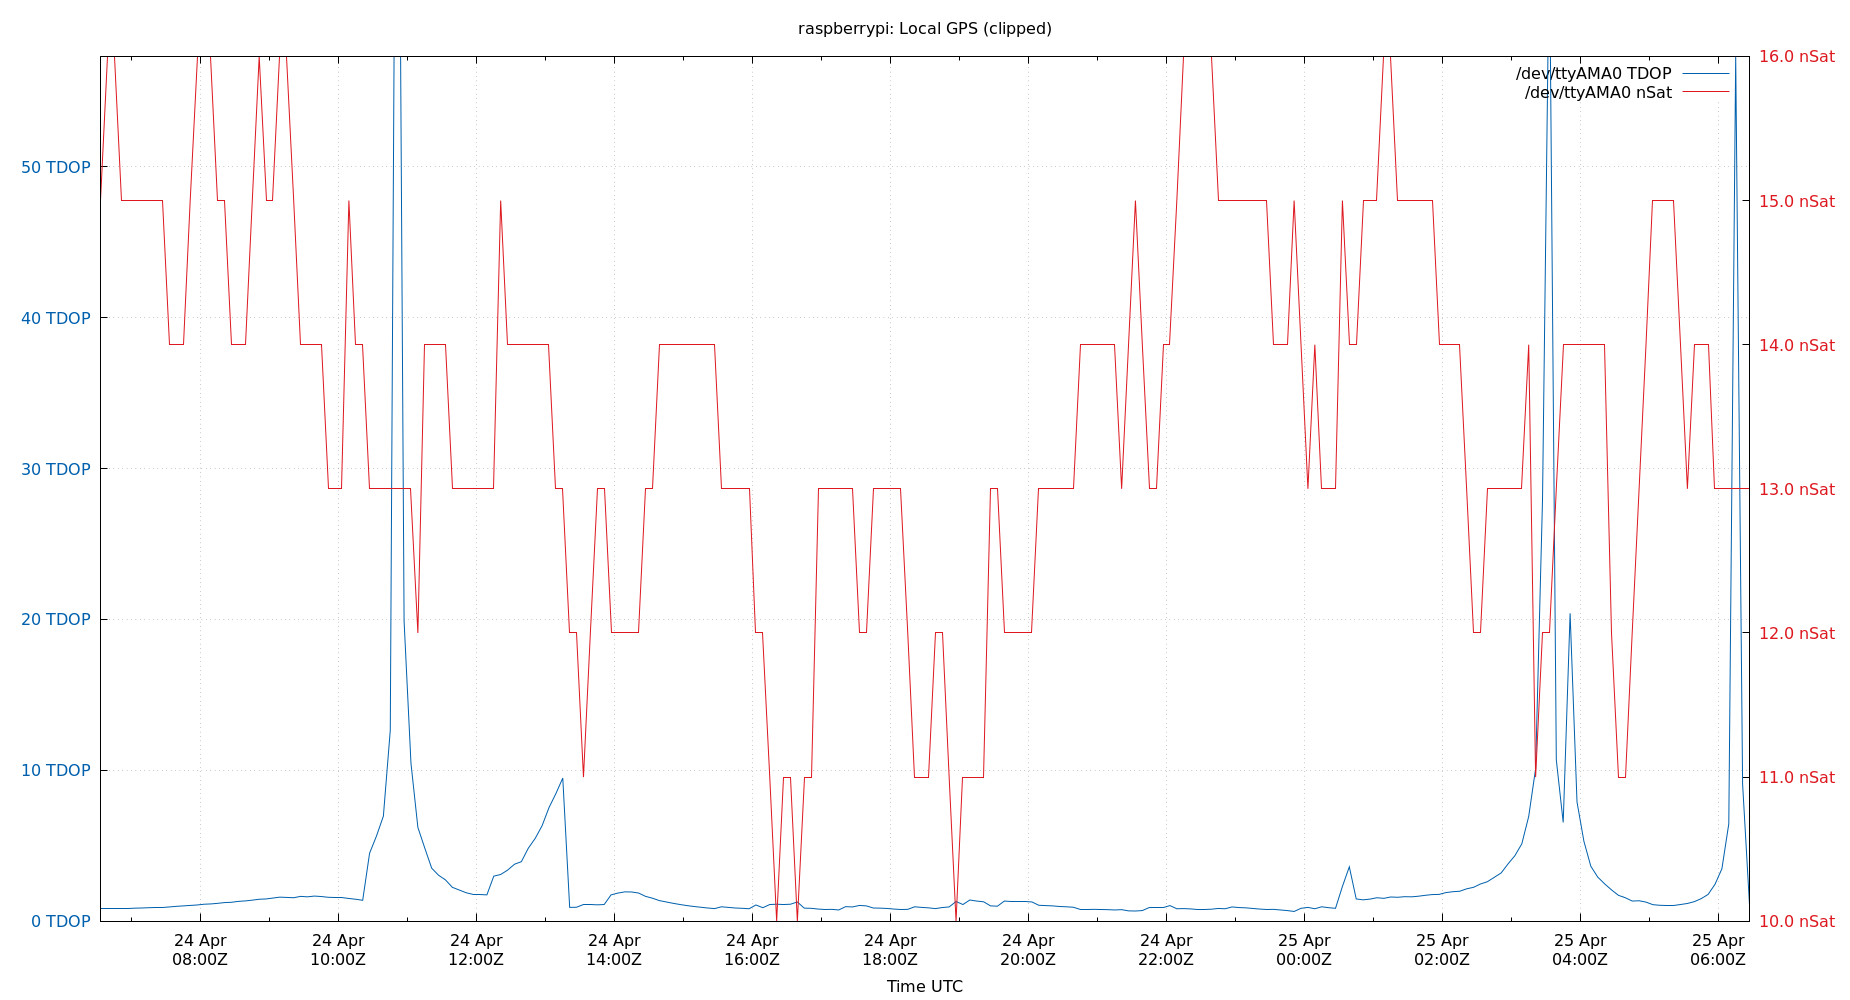 raspberrypi: Local GPS (clipped)
16.0 nSat
/dev/ttyAMA0 TDOP
/dev/ttyAMA0 nSat
50 TDOP
15.0 nSat
40 TDOP
14.0 nSat
30 TDOP
13.0 nSat
20 TDOP
12.0 nSat
10 TDOP
11.0 nSat
0 TDOP
10.0 nSat
24 Apr
08:00Z
24 Apr
10:00Z
24 Apr
12:00Z
24 Apr
14:00Z
24 Apr
16:00Z
24 Apr
18:00Z
24 Apr
20:00Z
24 Apr
22:00Z
25 Apr
00:00Z
25 Apr
02:00Z
25 Apr
04:00Z
25 Apr
06:00Z
Time UTC